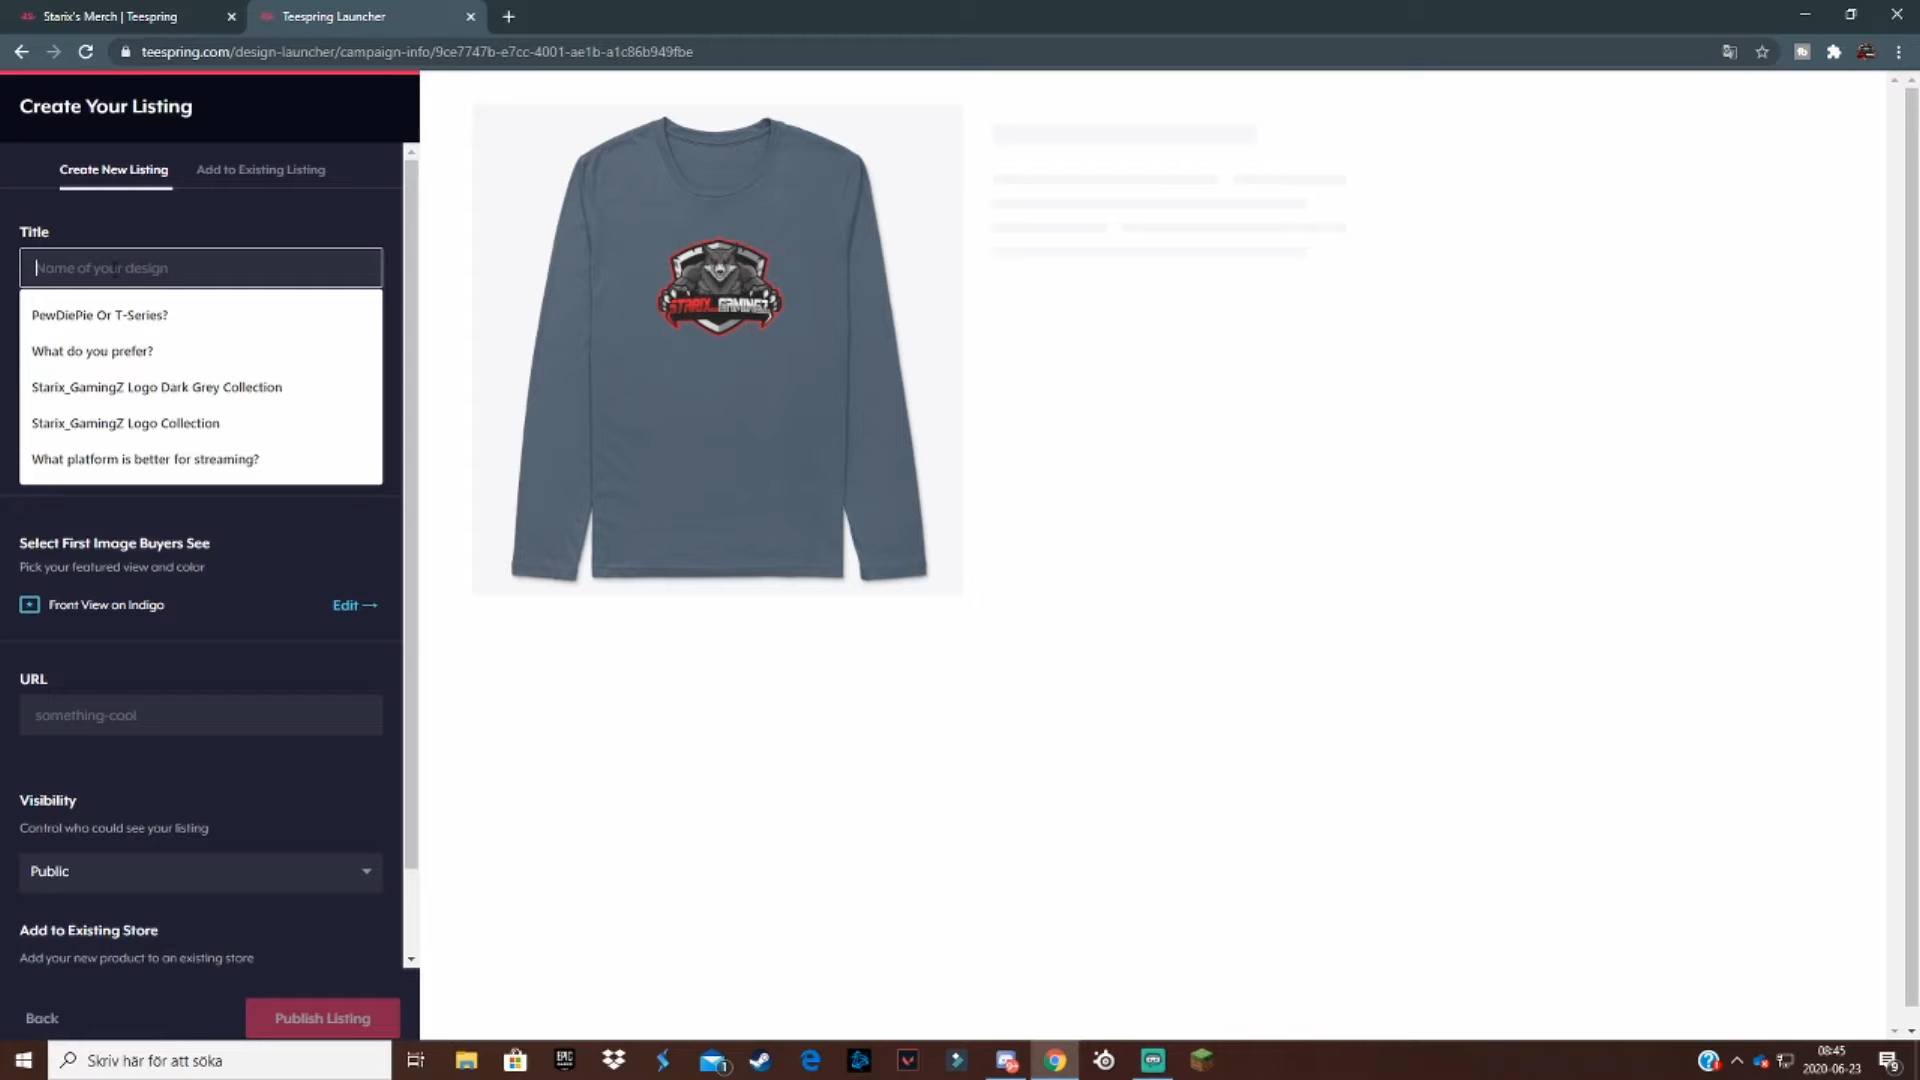 Starix's Merch | Teespring
Teespring Launcher
teespring.com/design-launcher/campaign-info/9ce7747b-e7cc-4001-ae1b-a1c86b949fbe
Create Your Listing
Create New Listing
Add to Existing Listing
Title
Name of your design
PewDiePie Or T-Series?
What do you prefer?
Starix_GamingZ Logo Dark Grey Collection
Starix_GamingZ Logo Collection
What platform is better for streaming?
STARIX_GAMINGZ
Select First Image Buyers See
Pick your featured view and color
Front View on Indigo
Edit →
URL
something-cool
Visibility
Control who could see your listing
Public
Add to Existing Store
Add your new product to an existing store
Back
Publish Listing
Skriv här för att söka
EPIC GAMES
1
08:45
2020-06-23
9